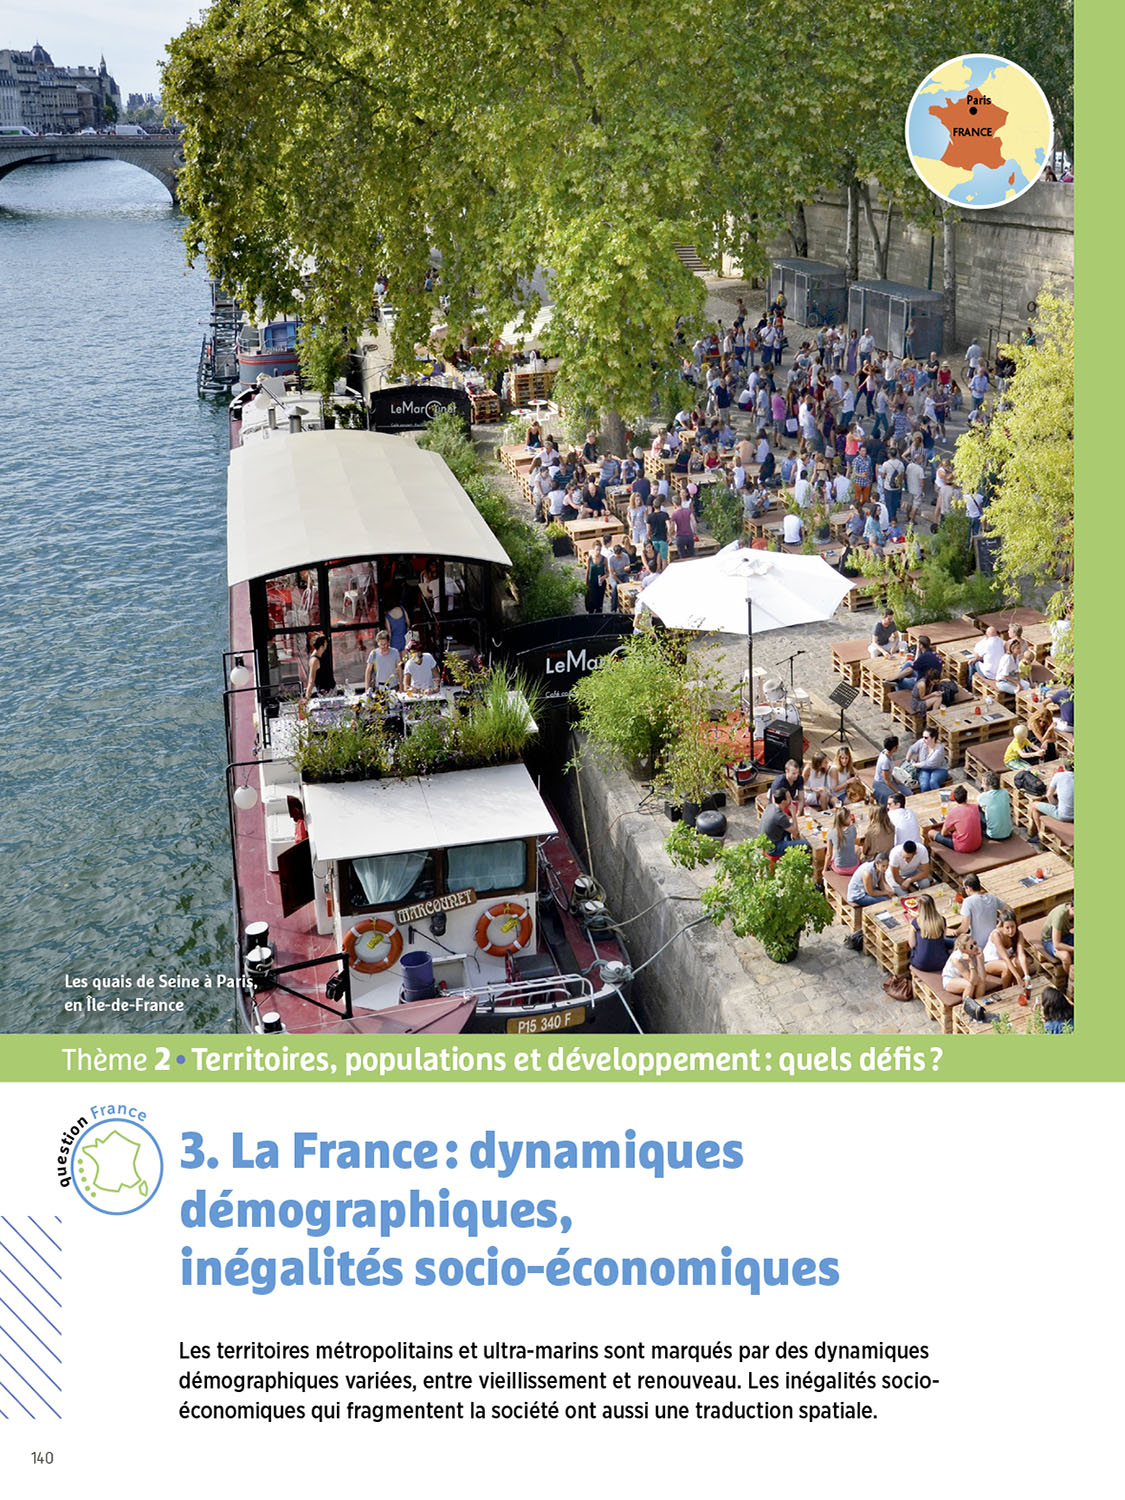 Paris
FRANCE
LeMar
LeMar
MARCOUNET
P15 340 F
Les quais de Seine à Paris,
en Île-de-France
Thème 2 • Territoires, populations et développement : quels défis ?
question France
3. La France : dynamiques
démographiques,
inégalités socio-économiques
Les territoires métropolitains et ultra-marins sont marqués par des dynamiques
démographiques variées, entre vieillissement et renouveau. Les inégalités socio-
économiques qui fragmentent la société ont aussi une traduction spatiale.
140